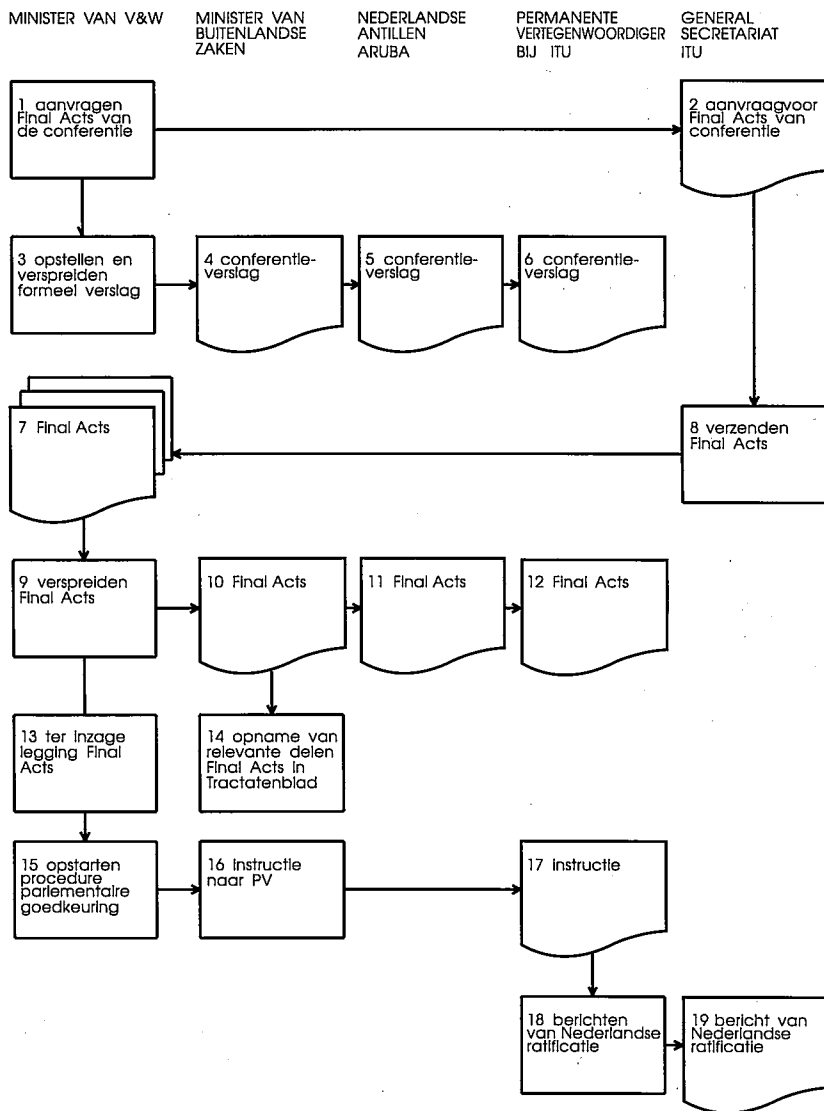 MINISTER VAN V&W
MINISTER VAN
BUITENLANDSE
ZAKEN
NEDERLANDSE
ANTILLEN
ARUBA
PERMANENTE
VERTEGENWOORDIGER
BIJ ITU
GENERAL
SECRETARIAT
ITU
1 aanvragen
Final Acts van
de conferentie
2 aanvraagvoor
Final Acts van
conferentie
3 opstellen en
verspreiden
formeel verslag
4 conferentie-
verslag
5 conferentie-
verslag
6 conferentie-
verslag
7 Final Acts
8 verzenden
Final Acts
9 verspreiden
Final Acts
10 Final Acts
11 Final Acts
12 Final Acts
13 ter inzage
legging Final
Acts
14 opname van
relevante delen
Final Acts in
Tractatenblad
15 opstarten
procedure
parlementaire
goedkeuring
16 instructie
naar PV
17 instructie
18 berichten
van Nederlandse
ratificatie
19 bericht van
Nederlandse
ratificatie